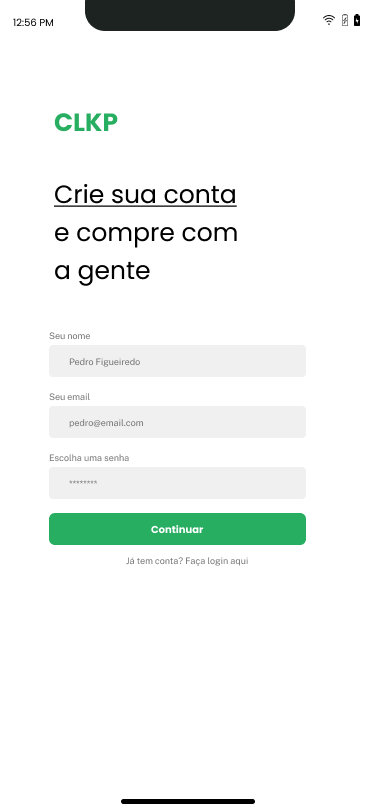 12:56 PM
CLKP
Crie sua conta
e compre com
a gente
Seu nome
Pedro Figueiredo
Seu email
pedro@email.com
Escolha uma senha
********
Continuar
Já tem conta? Faça login aqui